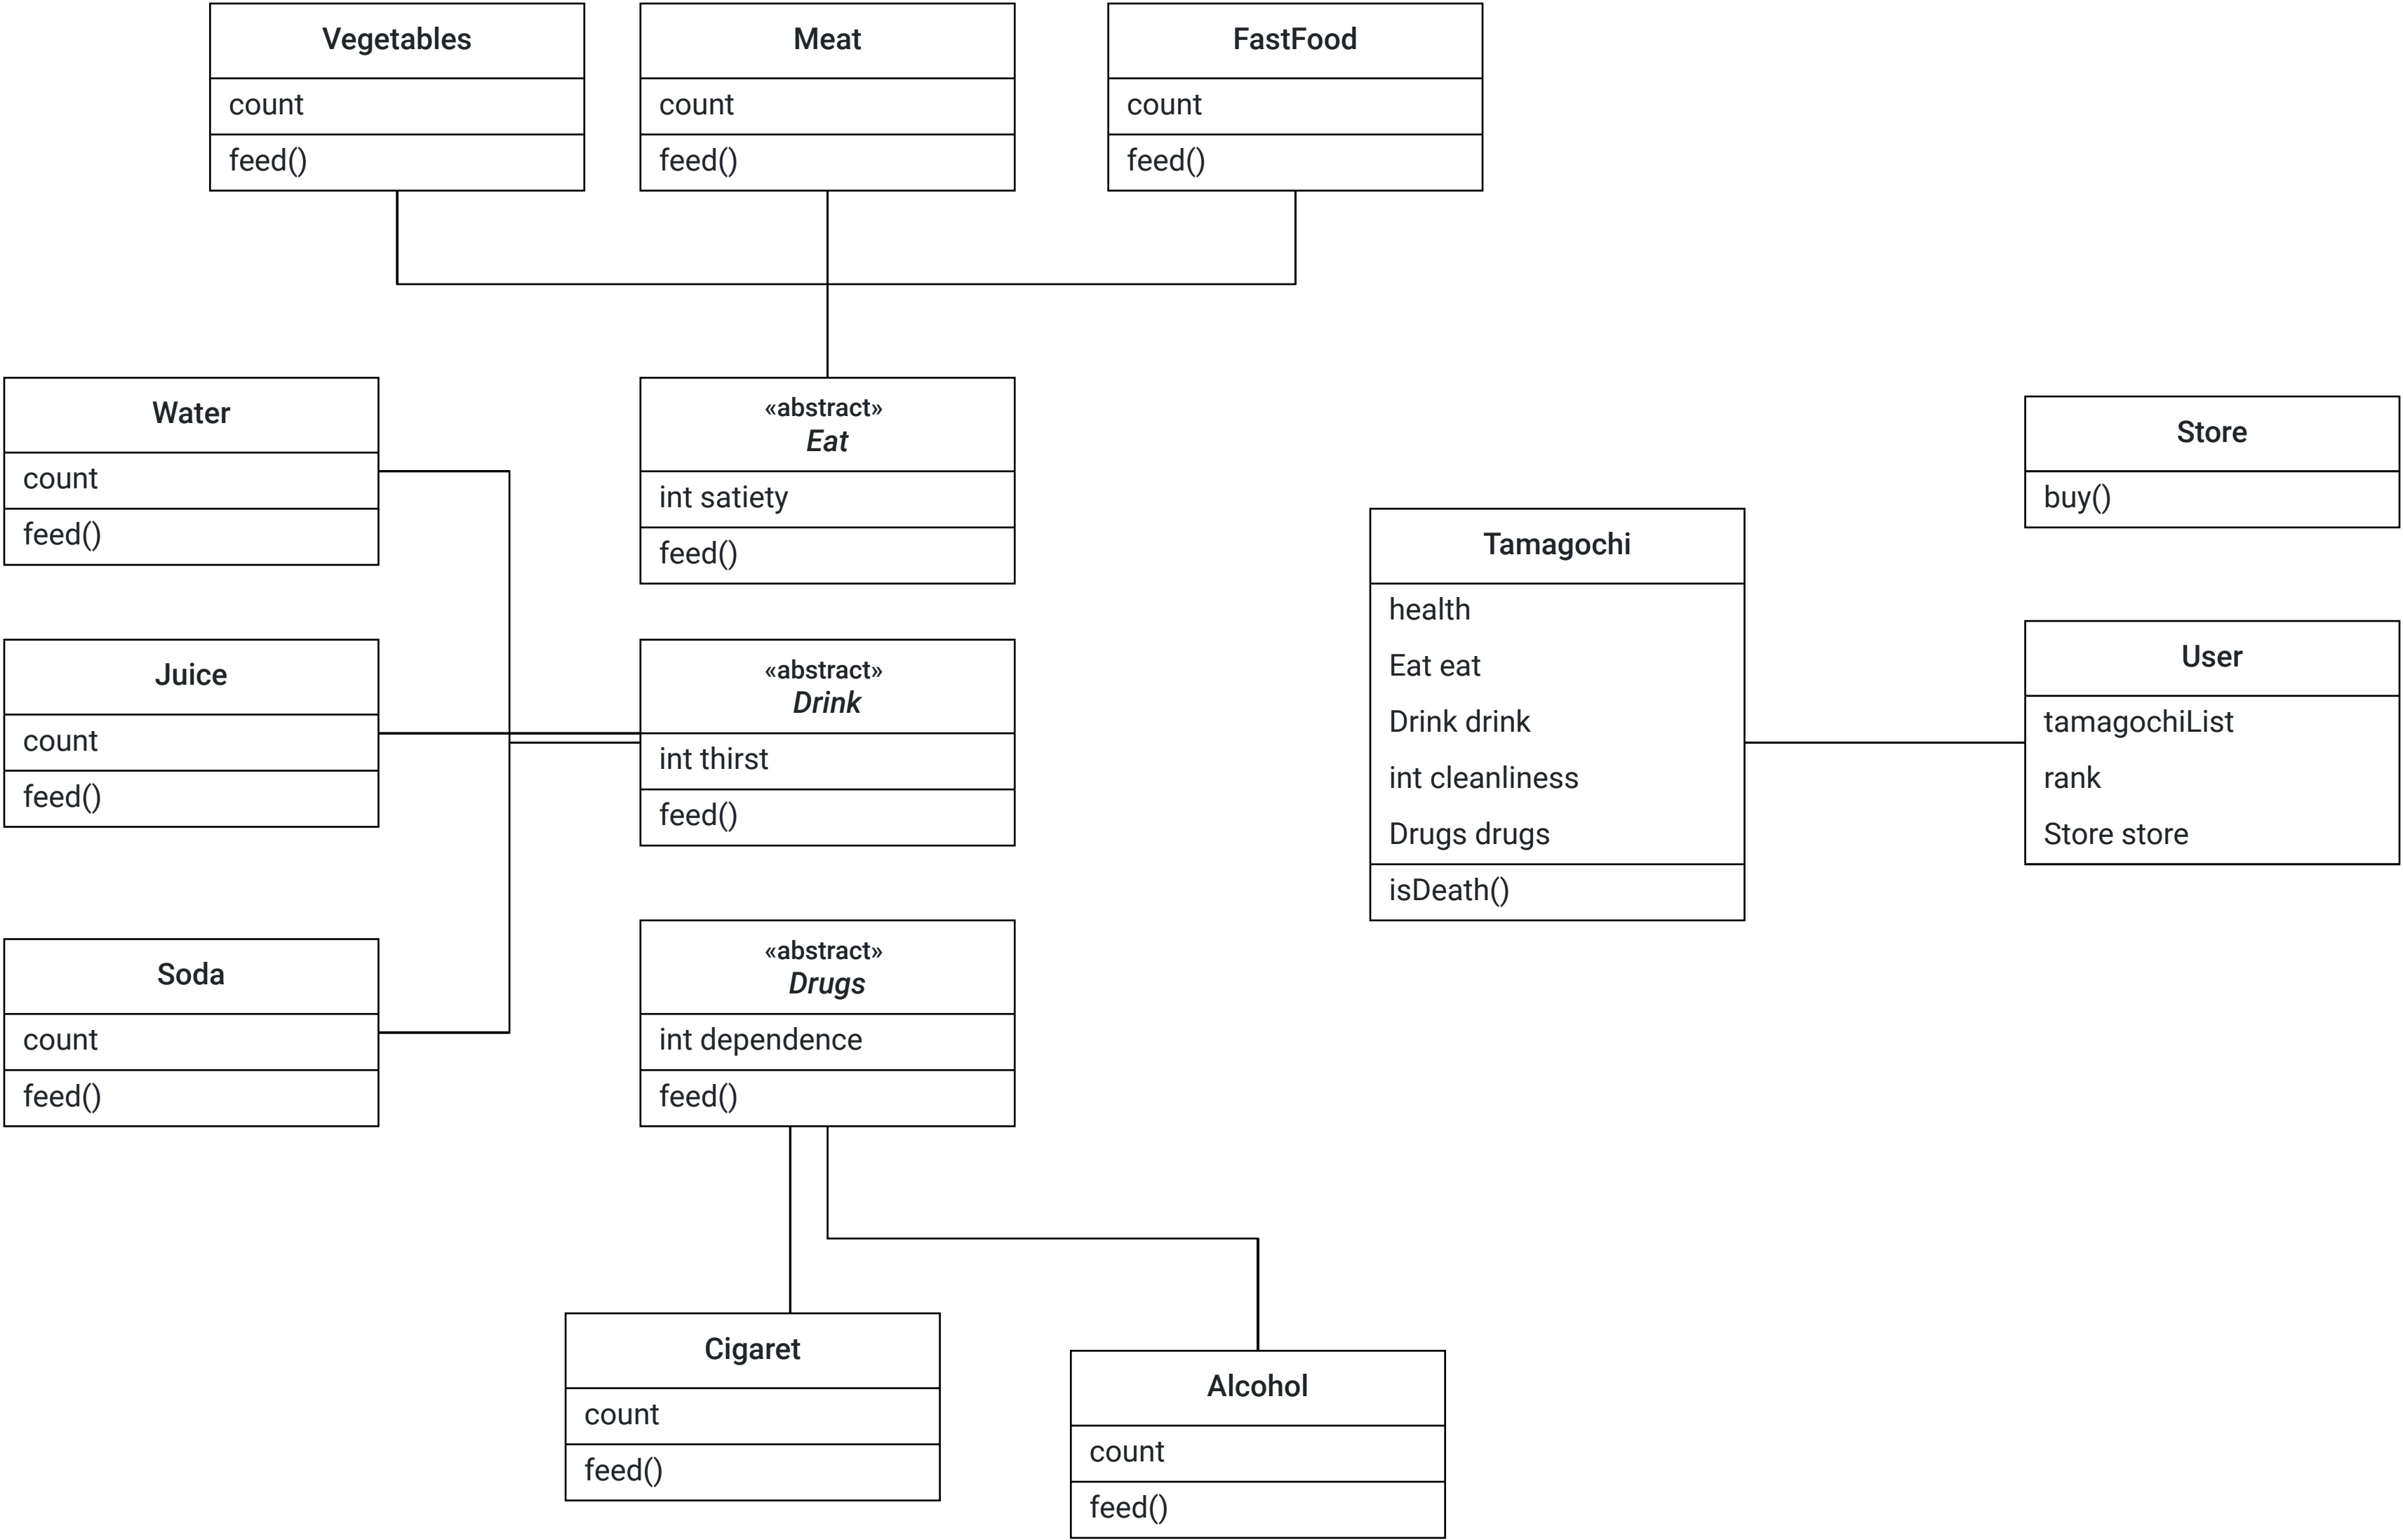 Vegetables
count
feed()
Meat
count
feed()
FastFood
count
feed()
Water
count
feed()
«abstract»
Eat
int satiety
feed()
Store
buy()
Tamagochi
health
Eat eat
Drink drink
int cleanliness
Drugs drugs
isDeath()
User
tamagochiList
rank
Store store
Juice
count
feed()
«abstract»
Drink
int thirst
feed()
Soda
count
feed()
«abstract»
Drugs
int dependence
feed()
Cigaret
count
feed()
Alcohol
count
feed()